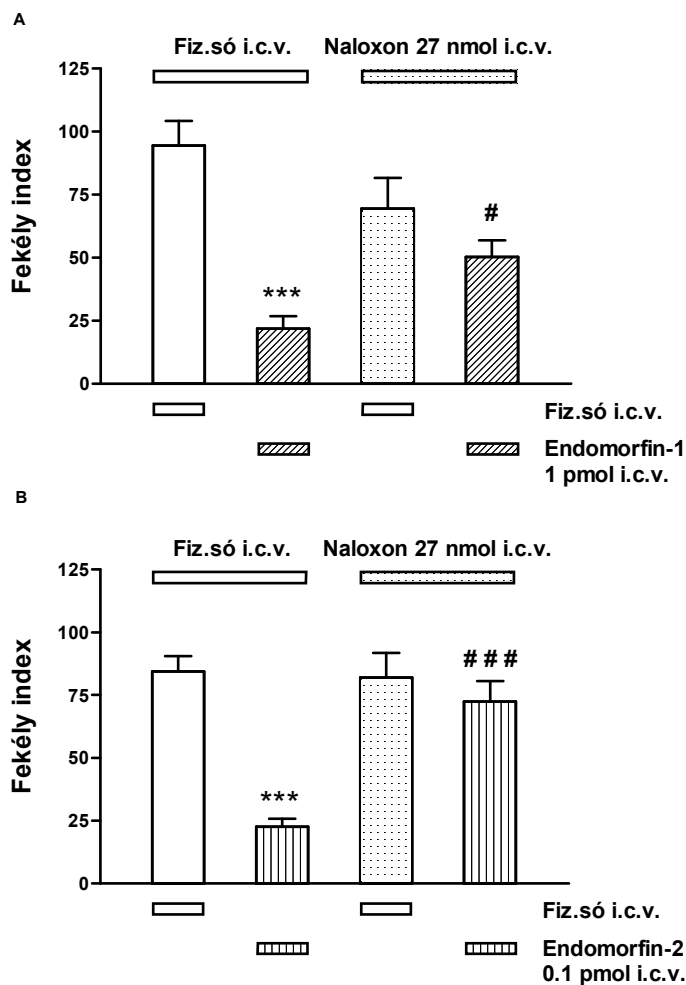 A
Fiz.só i.c.v. Naloxon 27 nmol i.c.v.
125
100
75
50
25
0
Fekély index
***
#
Fiz.só i.c.v.
Endomorfin-1
1 pmol i.c.v.
B
Fiz.só i.c.v. Naloxon 27 nmol i.c.v.
125
100
75
50
25
0
Fekély index
***
# # #
Fiz.só i.c.v.
Endomorfin-2
0.1 pmol i.c.v.